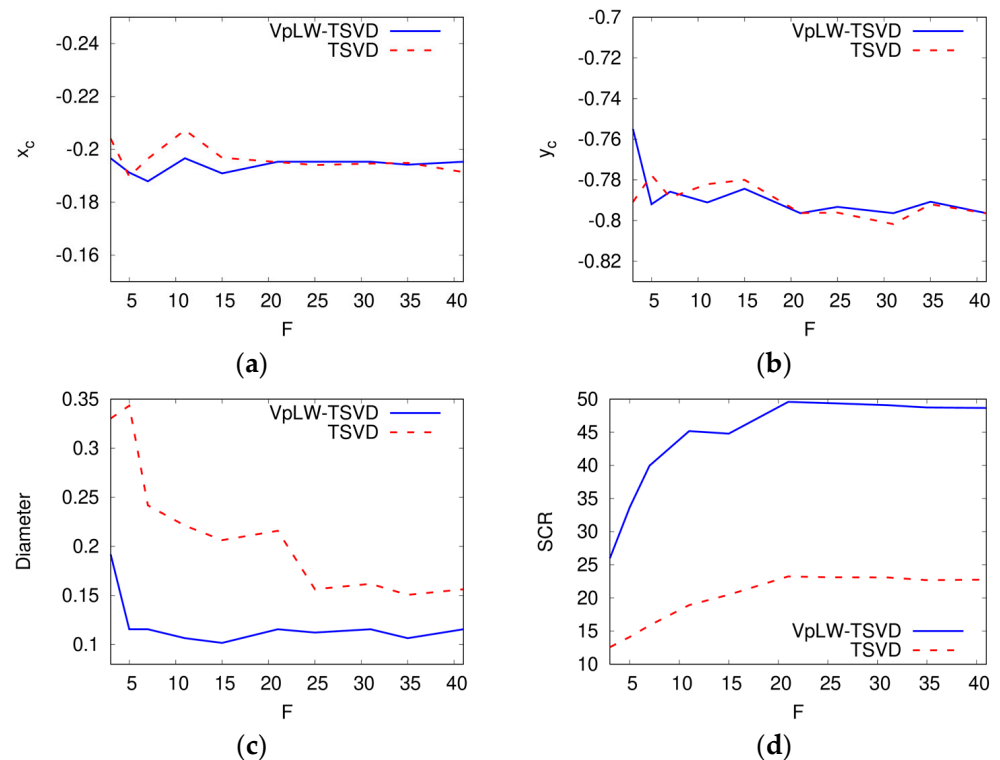 VpLW-TSVD
TSVD
-0.24
-0.22
-0.2
-0.18
-0.16
x_c
5 10 15 20 25 30 35 40
F
(a)
VpLW-TSVD
TSVD
-0.7
-0.72
-0.74
-0.76
-0.78
-0.8
-0.82
y_c
5 10 15 20 25 30 35 40
F
(b)
VpLW-TSVD
TSVD
0.35
0.3
0.25
0.2
0.15
0.1
Diameter
5 10 15 20 25 30 35 40
F
(c)
50
45
40
35
30
25
20
15
10
SCR
VpLW-TSVD
TSVD
5 10 15 20 25 30 35 40
F
(d)